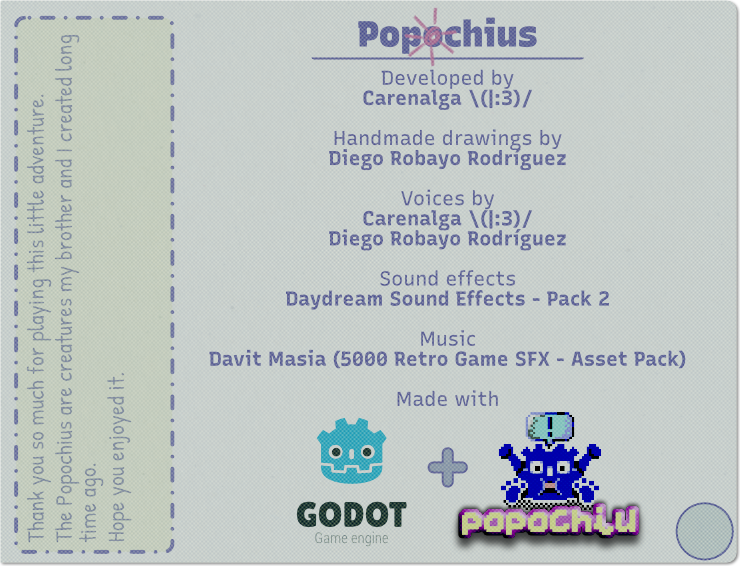 Popochius
Developed by
Carenalga \(|:3)/
Handmade drawings by
Diego Robayo Rodríguez
Voices by
Carenalga \(|:3)/
Diego Robayo Rodríguez
Sound effects
Daydream Sound Effects - Pack 2
Music
Davit Masia (5000 Retro Game SFX - Asset Pack)
Made with
!
GODOT
Game engine
popochiu
Thank you so much for playing this little adventure.
The Popochius are creatures my brother and I created long
time ago.
Hope you enjoyed it.